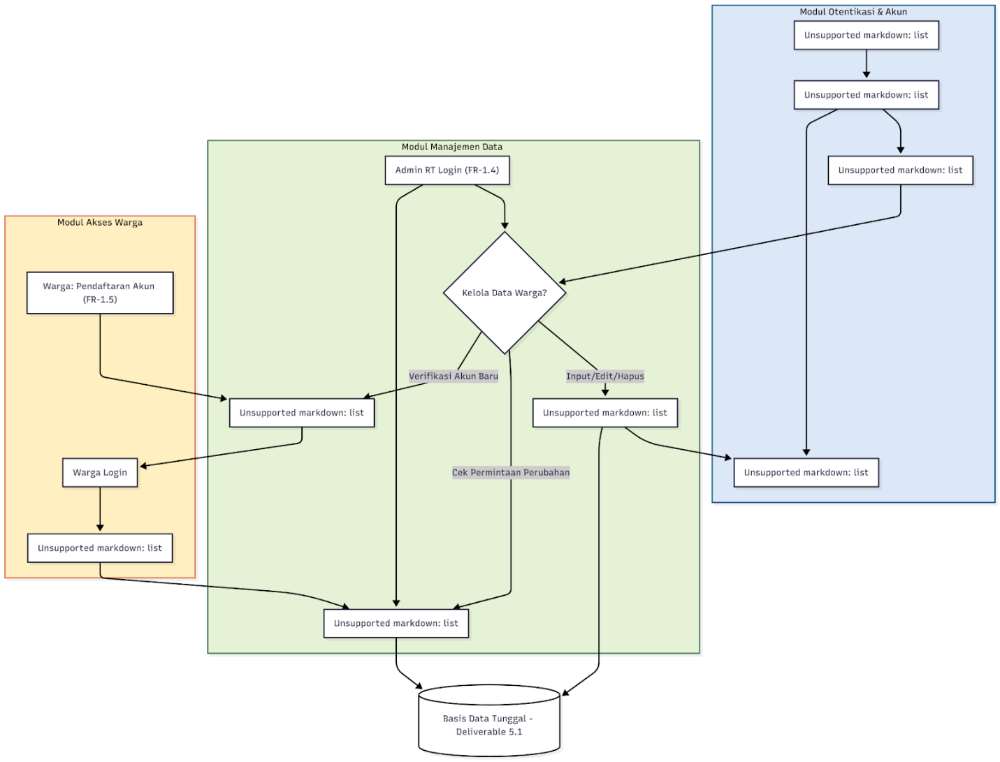 Modul Otentikasi & Akun
Unsupported markdown: list
Unsupported markdown: list
Unsupported markdown: list
Modul Manajemen Data
Admin RT Login (FR-1.4)
Modul Akses Warga
Warga: Pendaftaran Akun
(FR-1.5)
Kelola Data Warga?
Verifikasi Akun Baru
Input/Edit/Hapus
Unsupported markdown: list
Unsupported markdown: list
Warga Login
Cek Permintaan Perubahan
Unsupported markdown: list
Unsupported markdown: list
Unsupported markdown: list
Basis Data Tunggal -
Deliverable 5.1